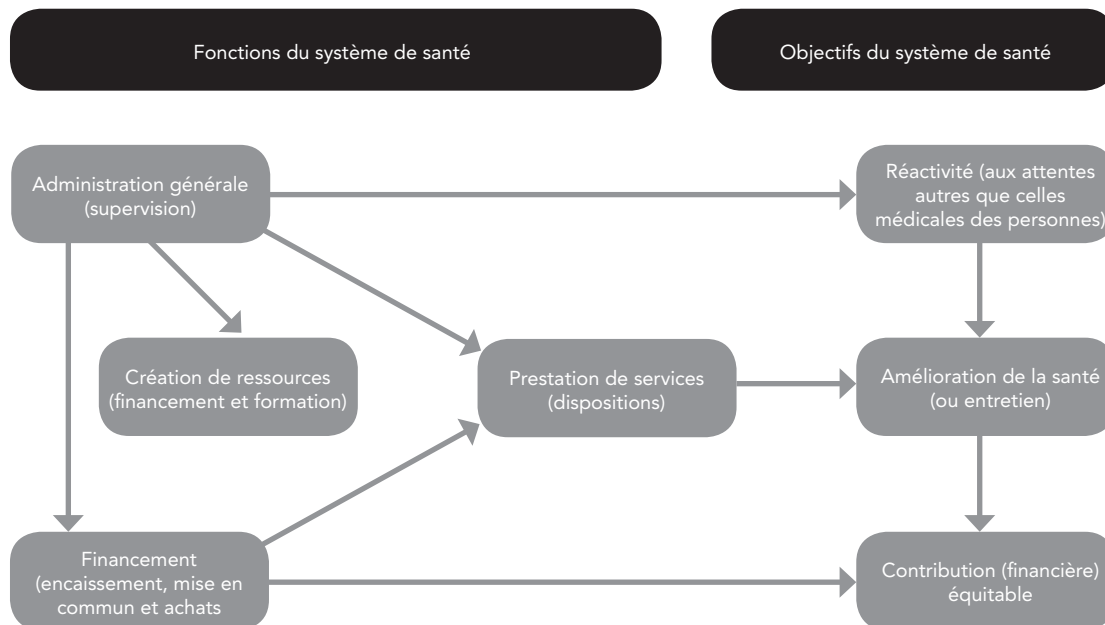 Fonctions du système de santé
Objectifs du système de santé
Administration générale
(supervision)
Réactivité (aux attentes
autres que celles
médicales des personnes)
Création de ressources
(financement et formation)
Prestation de services
(dispositions)
Amélioration de la santé
(ou entretien)
Financement
(encaissement, mise en
commun et achats
Contribution (financière)
équitable